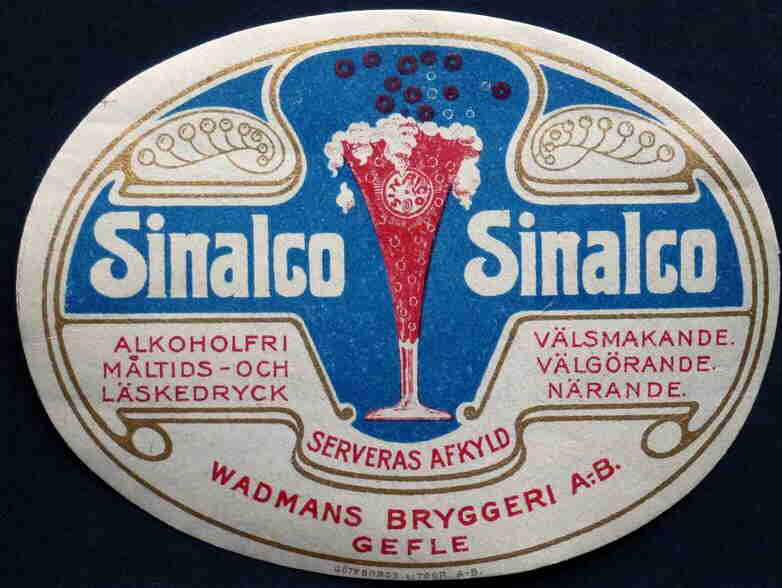 Sinalco
Sinalco
ALKOHOLFRI
MÅLTIDS-OCH
LÄSKEDRYCK
VÄLSMAKANDE.
VÄLGÖRANDE.
NÄRANDE.
SERVERAS AFKYLD
WADMANS BRYGGERI A.-B.
GEFLE
A.-B.